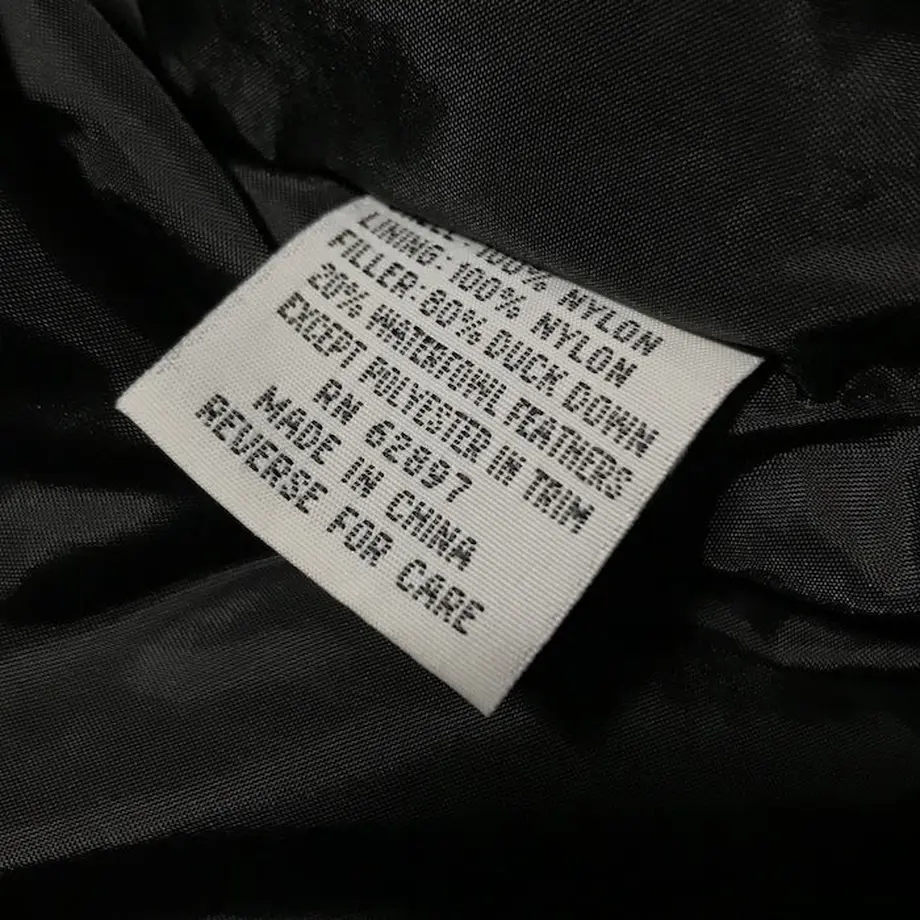 100% NYLON
LINING: 100% NYLON
FILLER: 80% DUCK DOWN
20% WATERFOWL FEATHERS
EXCEPT POLYESTER IN TRIM
RN 62897
MADE IN CHINA
REVERSE FOR CARE